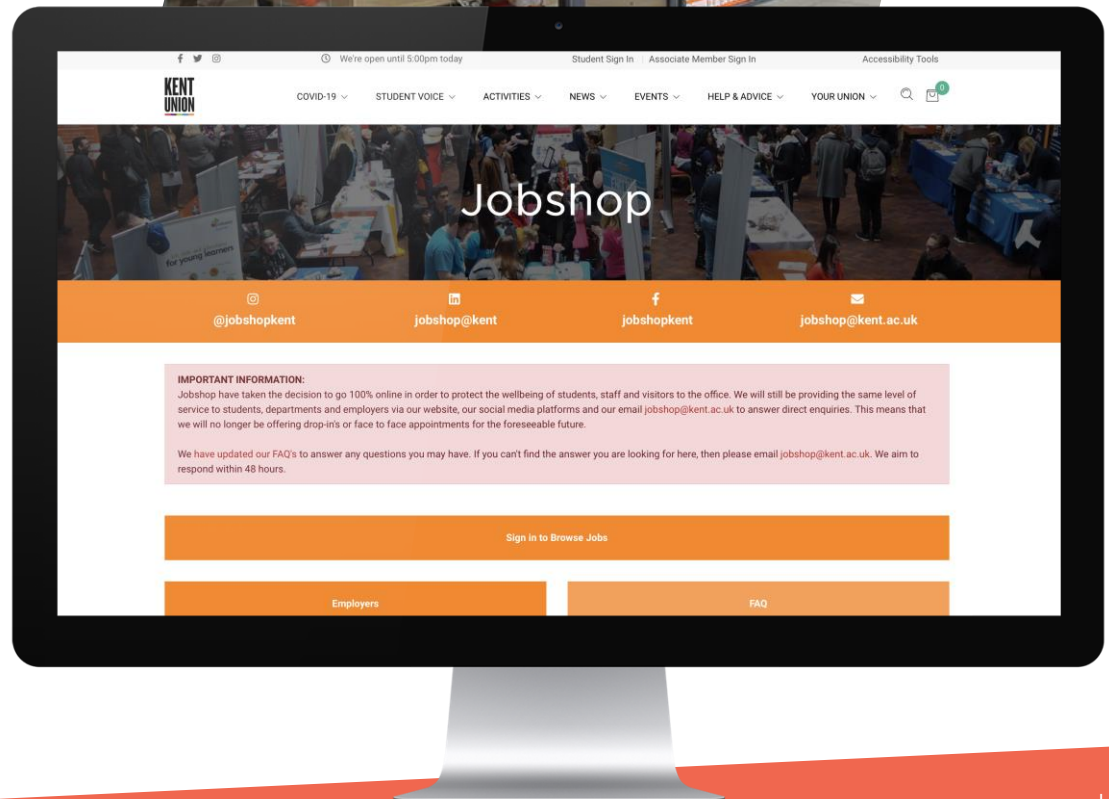 We're open until 5:00pm today
Student Sign In | Associate Member Sign In
Accessibility Tools
KENT
UNION
COVID-19
STUDENT VOICE
ACTIVITIES
NEWS
EVENTS
HELP & ADVICE
YOUR UNION
0
Jobshop
for young learners
@jobshopkent
jobshop@kent
jobshopkent
jobshop@kent.ac.uk
IMPORTANT INFORMATION:
Jobshop have taken the decision to go 100% online in order to protect the wellbeing of students, staff and visitors to the office. We will still be providing the same level of
service to students, departments and employers via our website, our social media platforms and our email jobshop@kent.ac.uk to answer direct enquiries. This means that
we will no longer be offering drop-in's or face to face appointments for the foreseeable future.
We have updated our FAQ's to answer any questions you may have. If you can't find the answer you are looking for here, then please email jobshop@kent.ac.uk. We aim to
respond within 48 hours.
Sign in to Browse Jobs
Employers
FAQ